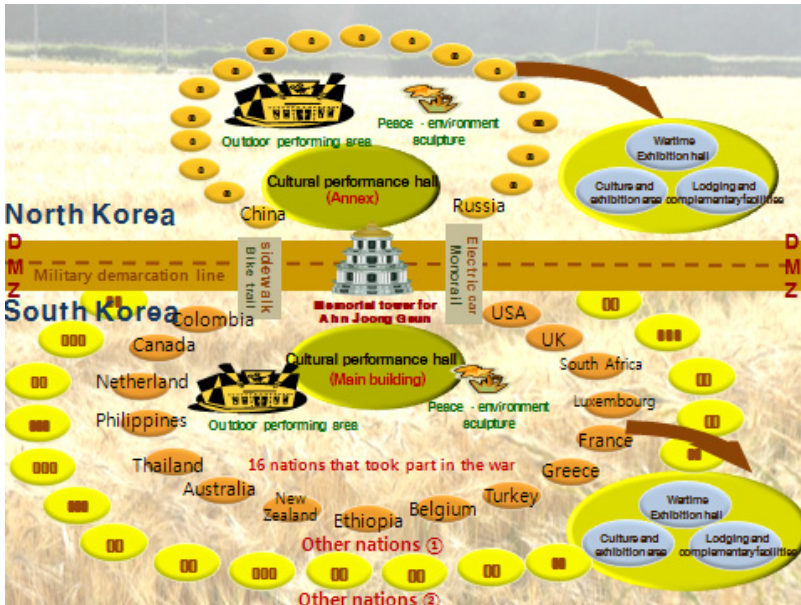 Outdoor performing area
Peace - environment
sculpture
Wartime
Exhibition hall
Culture and
exhibition area
Lodging and
complementary facilities
Cultural performance hall
(Annex)
China
Russia
North Korea
DMZ
DMZ
Military demarcation line
sidewalk
Bike trail
Electric car
Monorail
South Korea
Memorial tower for
Ahn Joong Geun
Colombia
USA
Canada
UK
Cultural performance hall
(Main building)
South Africa
Netherland
Luxembourg
Peace - environment
sculpture
Philippines
Outdoor performing area
France
Thailand
16 nations that took part in the war
Greece
Australia
New
Zealand
Ethiopia
Belgium
Turkey
Wartime
Exhibition hall
Culture and
exhibition area
Lodging and
complementary facilities
Other nations ①
Other nations ②